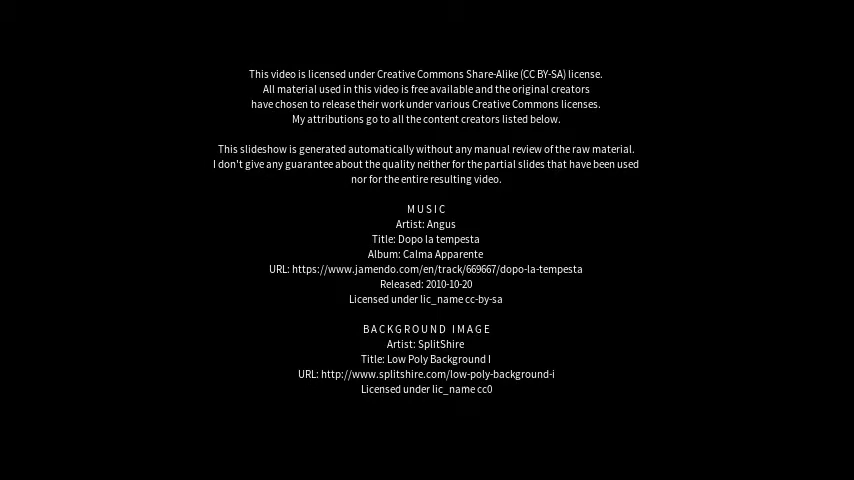 This video is licensed under Creative Commons Share-Alike (CC BY-SA) license.
All material used in this video is free available and the original creators
have chosen to release their work under various Creative Commons licenses.
My attributions go to all the content creators listed below.
This slideshow is generated automatically without any manual review of the raw material.
I don't give any guarantee about the quality neither for the partial slides that have been used
nor for the entire resulting video.
MUSIC
Artist: Angus
Title: Dopo la tempesta
Album: Calma Apparente
URL: https://www.jamendo.com/en/track/669667/dopo-la-tempesta
Released: 2010-10-20
Licensed under lic_name cc-by-sa
BACKGROUND IMAGE
Artist: SplitShire
Title: Low Poly Background I
URL: http://www.splitshire.com/low-poly-background-i
Licensed under lic_name cc0